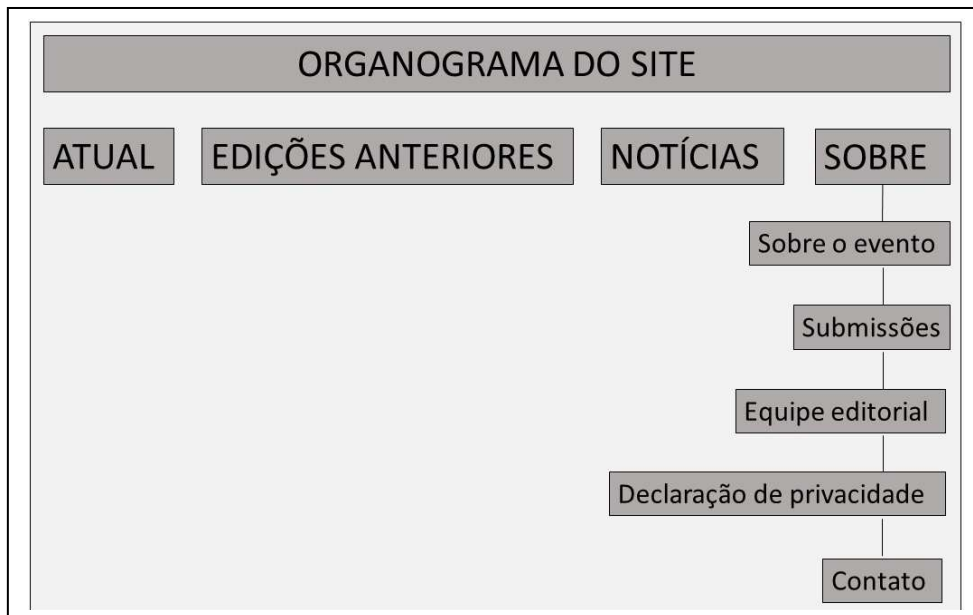 ORGANOGRAMA DO SITE
ATUAL EDIÇÕES ANTERIORES NOTÍCIAS SOBRE
Sobre o evento
Submissões
Equipe editorial
Declaração de privacidade
Contato